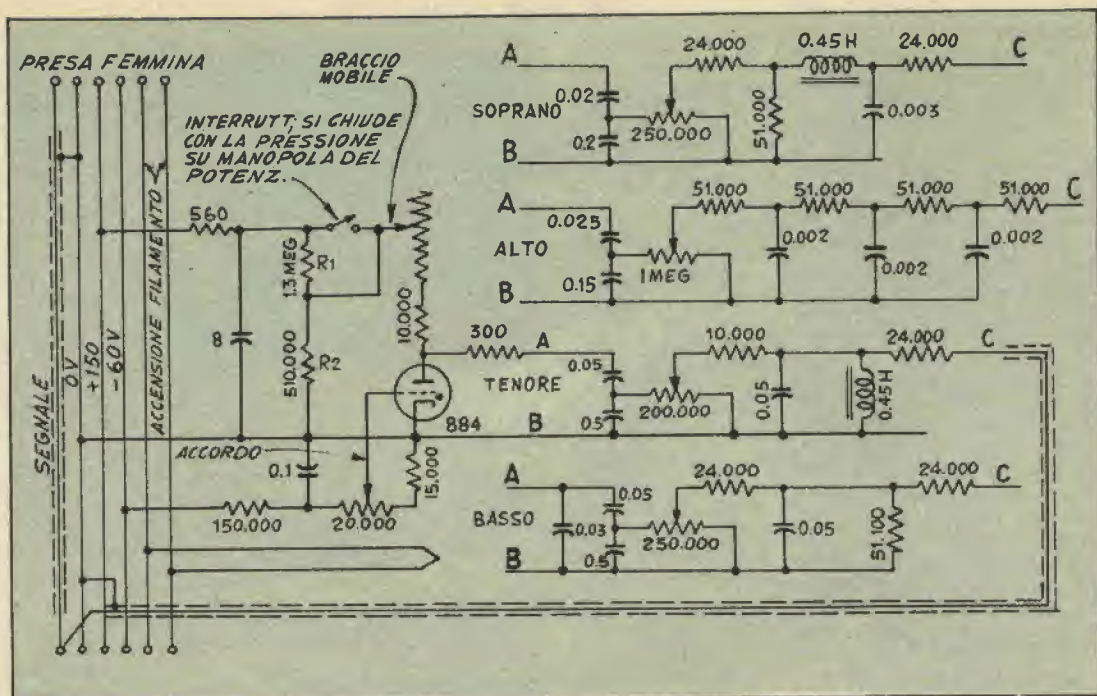 PRESA FEMMINA
BRACCIO
MOBILE
INTERRUTT; SI CHIUDE
CON LA PRESSIONE
SU MANOPOLA DEL
POTENZ.
SEGNALE
0V
+150
-60V
ACCENSIONE FILAMENTO
560
1.3 MEG
R1
8
510.000
R2
10.000
300
A
884
B
ACCORDO
0.1
15.000
150.000
20.000
A
24.000
0.45 H
24.000
C
0.02
SOPRANO
250.000
51.000
0.003
B
0.2
A
51.000
51.000
51.000
51.000
C
0.025
ALTO
1MEG
0.002
0.002
0.002
B
0.15
10.000
24.000
C
0.05
TENORE
200.000
0.05
0.45H
0.5
A
24.000
24.000
C
0.05
BASSO
0.03
250.000
0.05
51.100
B
0.5